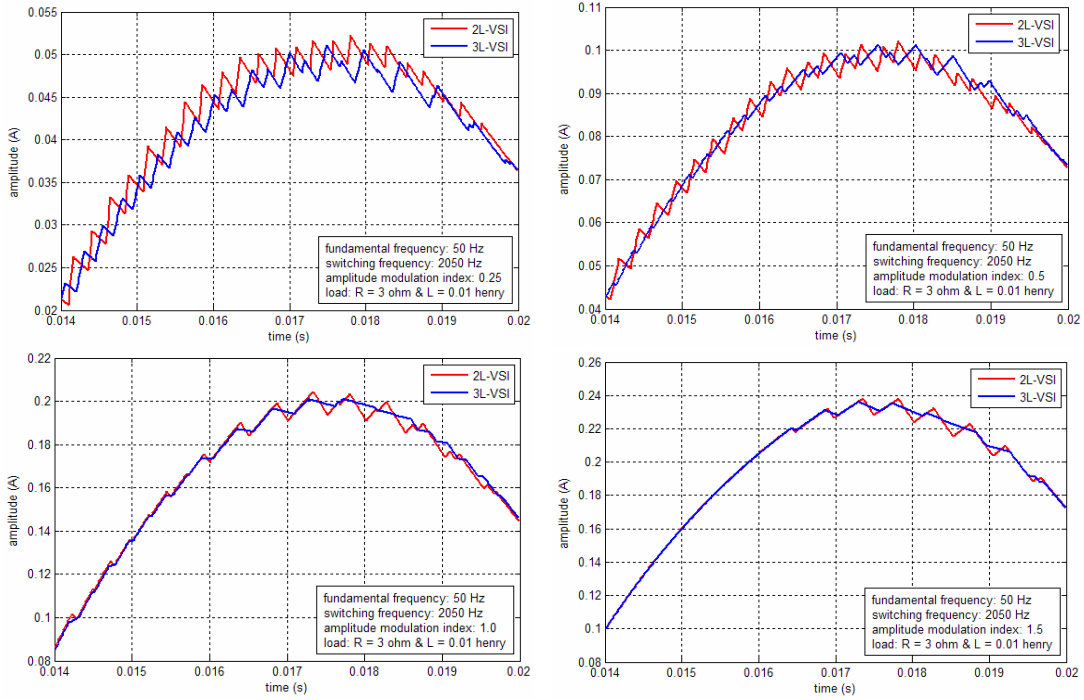 0.055
0.05
0.045
0.04
0.035
0.03
0.025
0.02
amplitude (A)
2L-VSI
3L-VSI
fundamental frequency: 50 Hz
switching frequency: 2050 Hz
amplitude modulation index: 0.25
load: R = 3 ohm & L = 0.01 henry
0.014 0.015 0.016 0.017 0.018 0.019 0.02
time (s)
0.11
0.1
0.09
0.08
0.07
0.06
0.05
0.04
amplitude (A)
2L-VSI
3L-VSI
fundamental frequency: 50 Hz
switching frequency: 2050 Hz
amplitude modulation index: 0.5
load: R = 3 ohm & L = 0.01 henry
0.014 0.015 0.016 0.017 0.018 0.019 0.02
time (s)
0.22
0.2
0.18
0.16
0.14
0.12
0.1
0.08
amplitude (A)
2L-VSI
3L-VSI
fundamental frequency: 50 Hz
switching frequency: 2050 Hz
amplitude modulation index: 1.0
load: R = 3 ohm & L = 0.01 henry
0.014 0.015 0.016 0.017 0.018 0.019 0.02
time (s)
0.26
0.24
0.22
0.2
0.18
0.16
0.14
0.12
0.1
0.08
amplitude (A)
2L-VSI
3L-VSI
fundamental frequency: 50 Hz
switching frequency: 2050 Hz
amplitude modulation index: 1.5
load: R = 3 ohm & L = 0.01 henry
0.014 0.015 0.016 0.017 0.018 0.019 0.02
time (s)